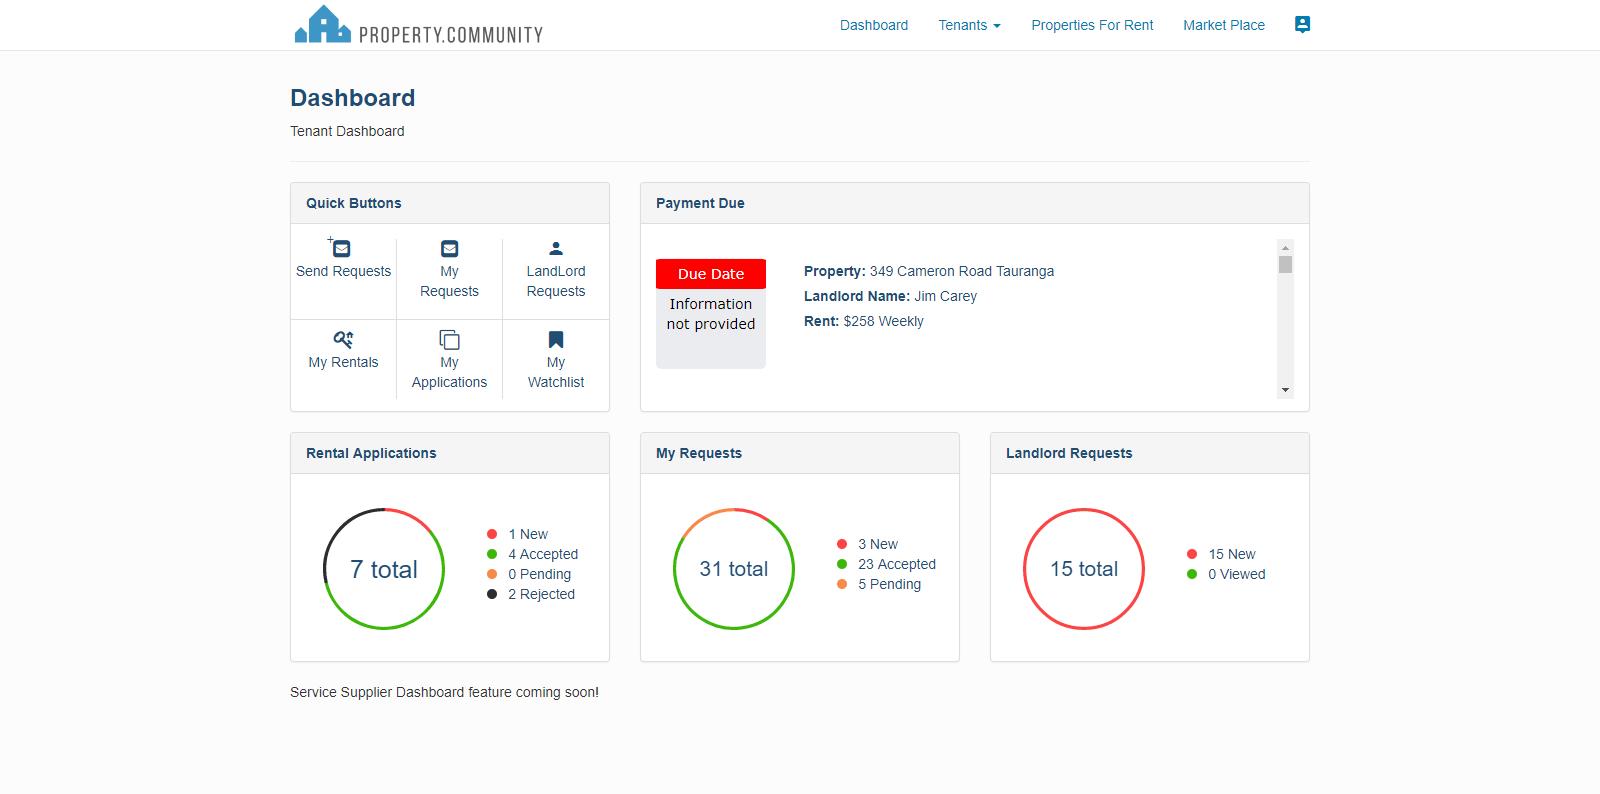 PROPERTY.COMMUNITY
Dashboard
Tenants
Properties For Rent
Market Place
Dashboard
Tenant Dashboard
Quick Buttons
Send Requests
My
Requests
LandLord
Requests
My Rentals
My
Applications
My
Watchlist
Payment Due
Due Date
Information
not provided
Property: 349 Cameron Road Tauranga
Landlord Name: Jim Carey
Rent: $258 Weekly
Rental Applications
7 total
1 New
4 Accepted
0 Pending
2 Rejected
My Requests
31 total
3 New
23 Accepted
5 Pending
Landlord Requests
15 total
15 New
0 Viewed
Service Supplier Dashboard feature coming soon!